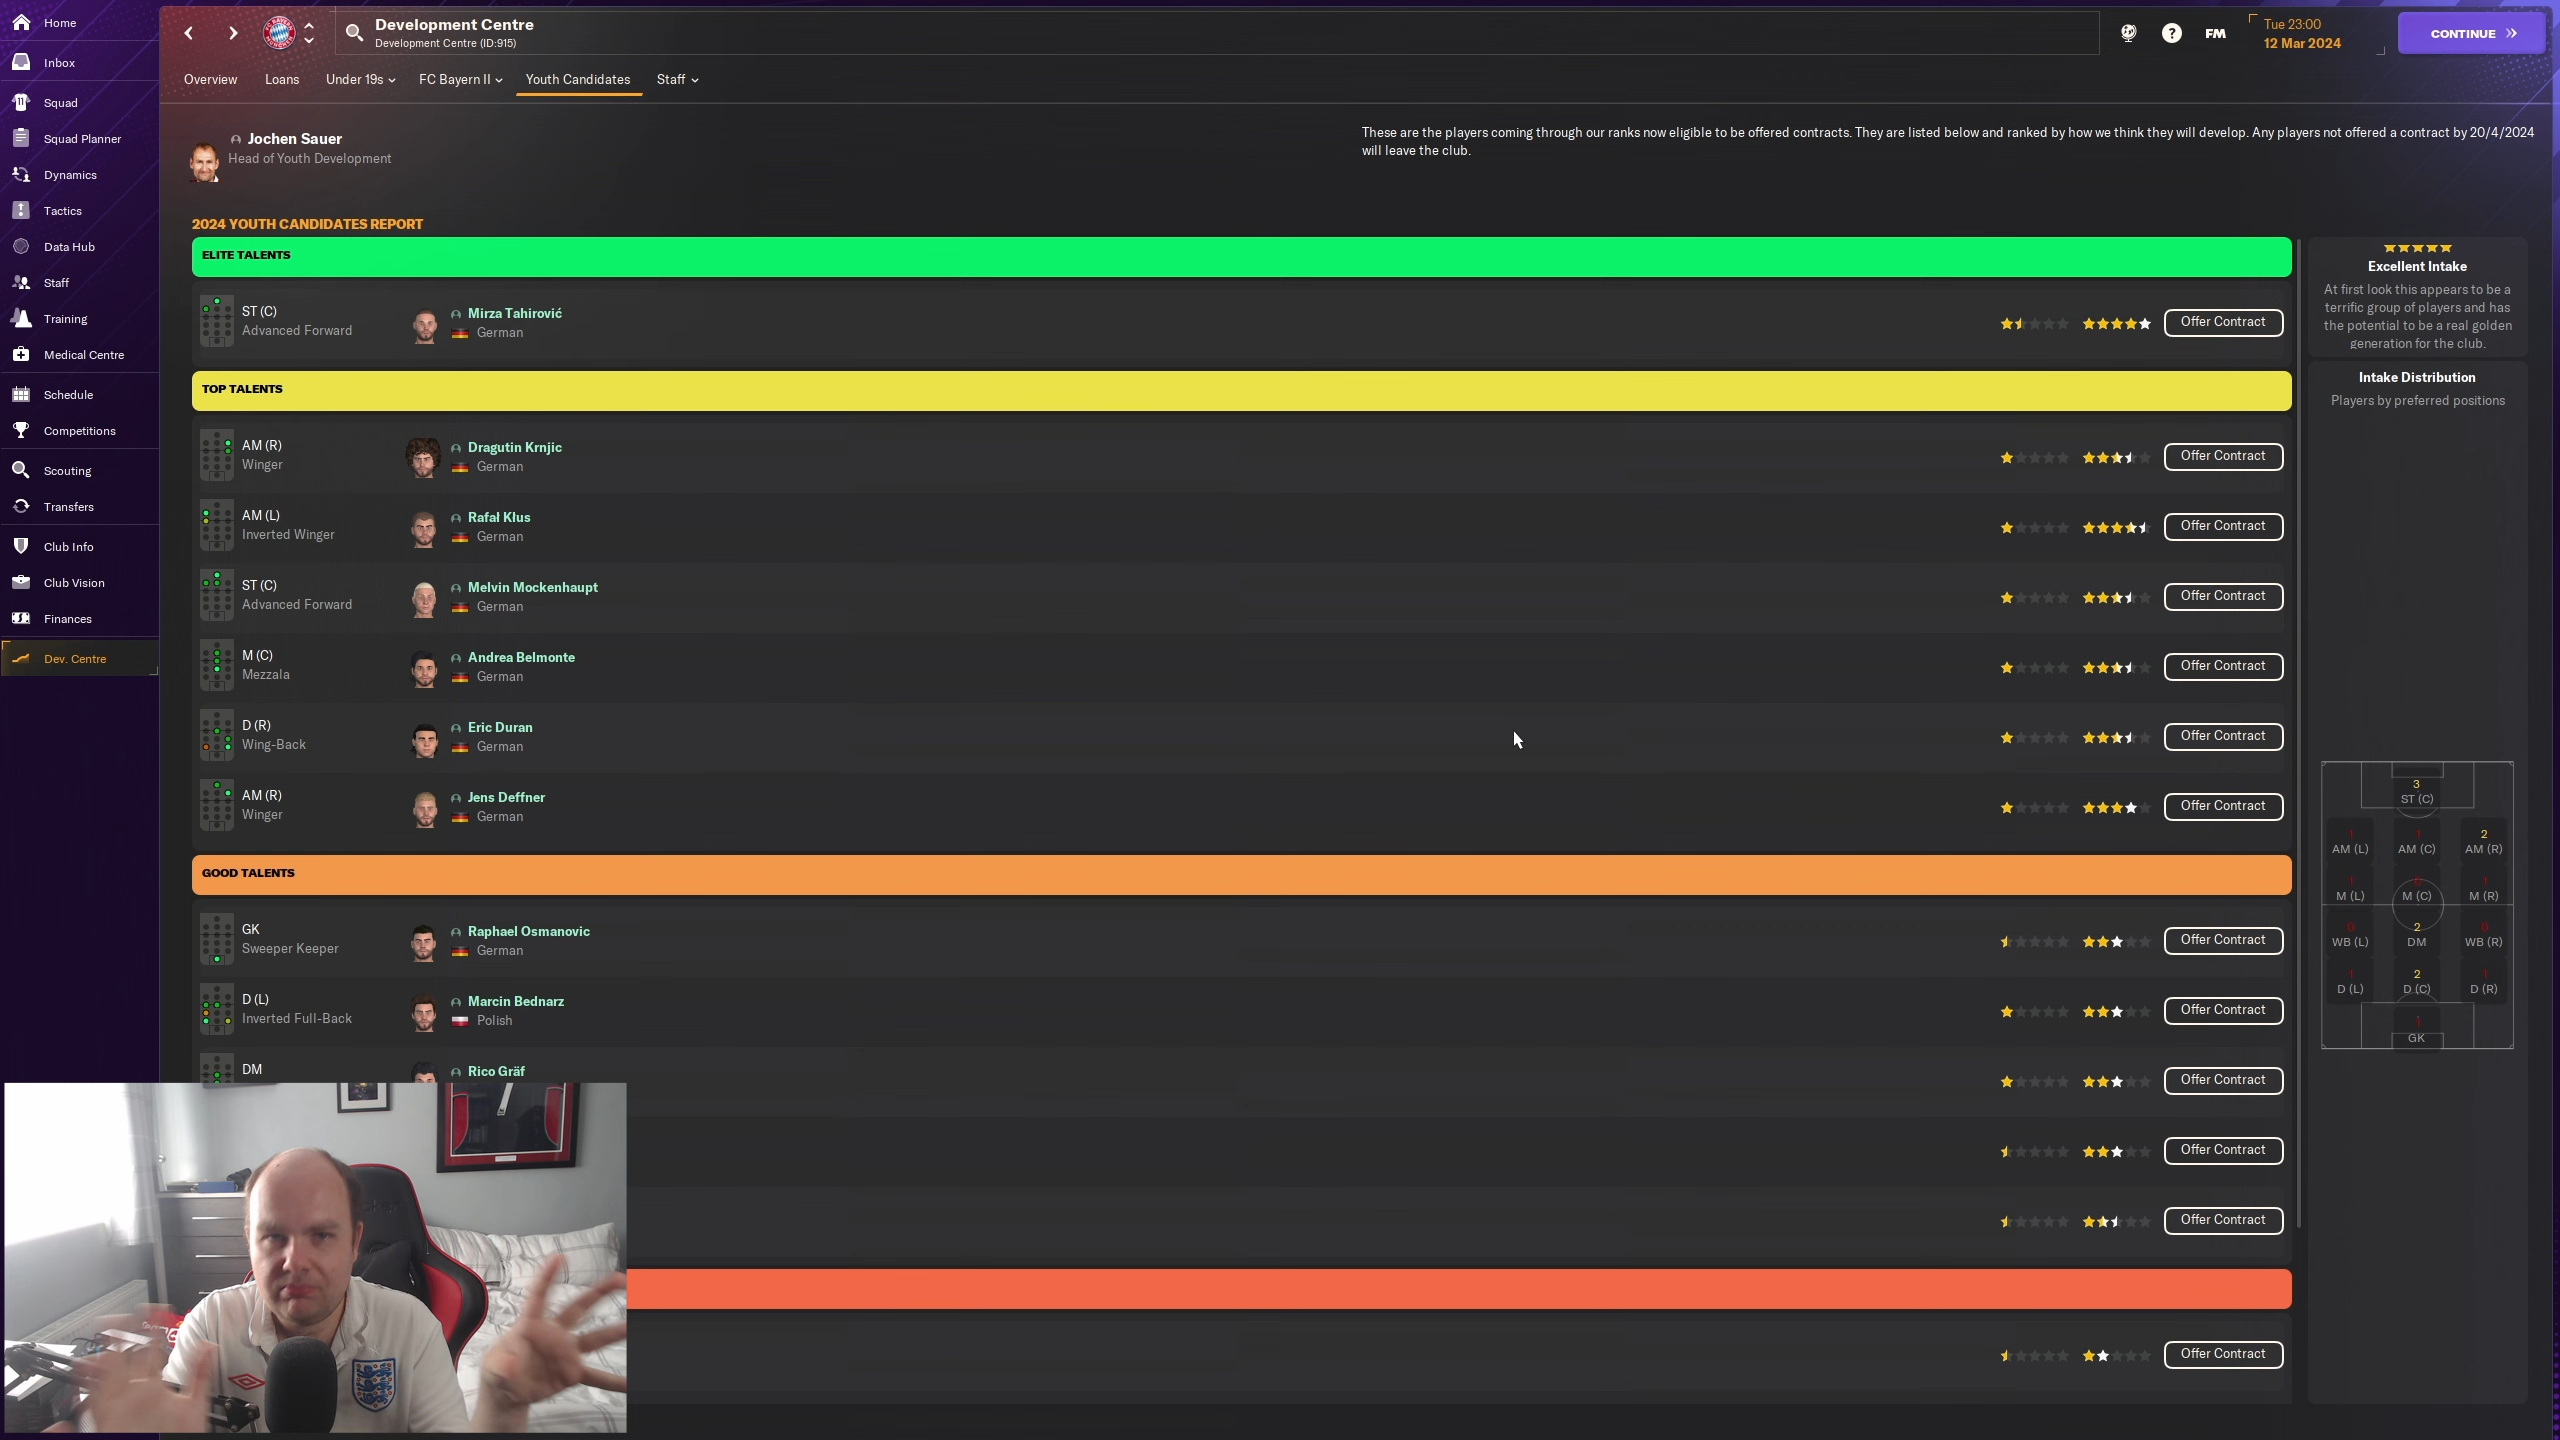 Home
Inbox
Squad
Squad Planner
Dynamics
Tactics
Data Hub
Staff
Training
Medical Centre
Schedule
Competitions
Scouting
Transfers
Club Info
Club Vision
Finances
Dev. Centre
Development Centre
Development Centre (ID:915)
FM
Tue 23:00
12 Mar 2024
CONTINUE
Overview
Loans
Under 19s
FC Bayern II
Youth Candidates
Staff
Jochen Sauer
Head of Youth Development
These are the players coming through our ranks now eligible to be offered contracts. They are listed below and ranked by how we think they will develop. Any players not offered a contract by 20/4/2024
will leave the club.
2024 YOUTH CANDIDATES REPORT
ELITE TALENTS
ST (C)
Advanced Forward
Mirza Tahirović
German
Offer Contract
TOP TALENTS
AM (R)
Winger
Dragutin Krnjic
German
Offer Contract
AM (L)
Inverted Winger
Rafał Kłus
German
Offer Contract
ST (C)
Advanced Forward
Melvin Mockenhaupt
German
Offer Contract
M (C)
Mezzala
Andrea Belmonte
German
Offer Contract
D (R)
Wing-Back
Eric Duran
German
Offer Contract
AM (R)
Winger
Jens Deffner
German
Offer Contract
GOOD TALENTS
GK
Sweeper Keeper
Raphael Osmanovic
German
Offer Contract
D (L)
Inverted Full-Back
Marcin Bednarz
Polish
Offer Contract
DM
Rico Gräf
Offer Contract
Offer Contract
Offer Contract
Offer Contract
Excellent Intake
At first look this appears to be a
terrific group of players and has
the potential to be a real golden
generation for the club.
Intake Distribution
Players by preferred positions
3
ST (C)
1
AM (L)
1
AM (C)
2
AM (R)
1
M (L)
M (C)
1
M (R)
0
WB (L)
2
DM
0
WB (R)
1
D (L)
2
D (C)
1
D (R)
1
GK